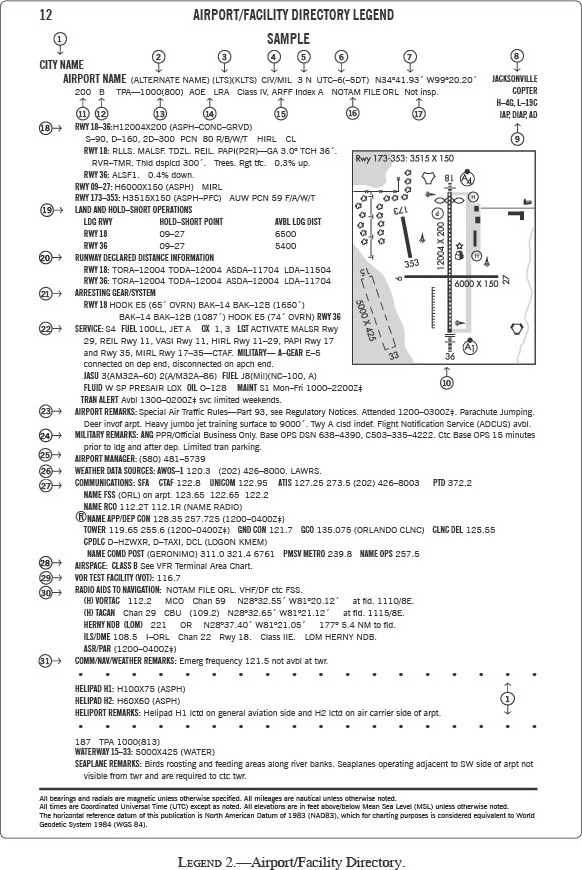 12 AIRPORT/FACILITY DIRECTORY LEGEND
SAMPLE
1
CITY NAME
2 3 4 5 6 7 8
AIRPORT NAME (ALTERNATE NAME) (LTS)(KLTS) CIV/MIL 3 N UTC–6(–5DT) N34°41.93´ W99°20.20´ JACKSONVILLE
200 B TPA—1000(800) AOE LRA Class IV, ARFF Index A NOTAM FILE ORL Not insp. COPTER
H–4G, L–19C
IAP, DIAP, AD
11 12 13 14 15 16 17 9
18 RWY 18–36:H12004X200 (ASPH–CONC–GRVD)
S–90, D–160, 2D–300 PCN 80 R/B/W/T HIRL CL
RWY 18: RLLS. MALSF. TDZL. REIL. PAPI(P2R)—GA 3.0° TCH 36´.
RVR–TMR. Thld dsplcd 300´. Trees. Rgt tfc. 0.3% up.
RWY 36: ALSF1. 0.4% down.
RWY 09–27: H6000X150 (ASPH) MIRL
RWY 173–353: H3515X150 (ASPH–PFC) AUW PCN 59 F/A/W/T
19 LAND AND HOLD–SHORT OPERATIONS
LDG RWY HOLD–SHORT POINT AVBL LDG DIST
RWY 18 09–27 6500
RWY 36 09–27 5400
20 RUNWAY DECLARED DISTANCE INFORMATION
RWY 18: TORA–12004 TODA–12004 ASDA–11704 LDA–11504
RWY 36: TORA–12004 TODA–12004 ASDA–12004 LDA–11704
21 ARRESTING GEAR/SYSTEM
RWY 18 HOOK E5 (65´ OVRN) BAK–14 BAK–12B (1650´)
BAK–14 BAK–12B (1087´) HOOK E5 (74´ OVRN) RWY 36
22 SERVICE: S4 FUEL 100LL, JET A OX 1, 3 LGT ACTIVATE MALSR Rwy
29, REIL Rwy 11, VASI Rwy 11, HIRL Rwy 11–29, PAPI Rwy 17
and Rwy 35, MIRL Rwy 17–35—CTAF. MILITARY— A–GEAR E–5
connected on dep end, disconnected on apch end.
JASU 3(AM32A–60) 2(A/M32A–86) FUEL J8(Mil)(NC–100, A)
FLUID W SP PRESAIR LOX OIL O–128 MAINT S1 Mon–Fri 1000–2200Z‡
TRAN ALERT Avbl 1300–0200Z‡ svc limited weekends.
Rwy 173-353: 3515 X 150
18
A4
H
P
173
353
12004 X 200
9
6000 X 150
27
15
5000 X 425
33
H
36
A1
10
23 AIRPORT REMARKS: Special Air Traffic Rules—Part 93, see Regulatory Notices. Attended 1200–0300Z‡. Parachute Jumping.
Deer invof arpt. Heavy jumbo jet training surface to 9000´. Twy A clsd indef. Flight Notification Service (ADCUS) avbl.
24 MILITARY REMARKS: ANG PPR/Official Business Only. Base OPS DSN 638–4390, C503–335–4222. Ctc Base OPS 15 minutes
prior to ldg and after dep. Limited tran parking.
25 AIRPORT MANAGER: (580) 481–5739
26 WEATHER DATA SOURCES: AWOS–1 120.3 (202) 426–8000. LAWRS.
27 COMMUNICATIONS: SFA CTAF 122.8 UNICOM 122.95 ATIS 127.25 273.5 (202) 426–8003 PTD 372.2
NAME FSS (ORL) on arpt. 123.65 122.65 122.2
NAME RCO 112.2T 112.1R (NAME RADIO)
R NAME APP/DEP CON 128.35 257.725 (1200–0400Z‡)
TOWER 119.65 255.6 (1200–0400Z‡) GND CON 121.7 GCO 135.075 (ORLANDO CLNC) CLNC DEL 125.55
CPDLC D–HZWXR, D–TAXI, DCL (LOGON KMEM)
NAME COMD POST (GERONIMO) 311.0 321.4 6761 PMSV METRO 239.8 NAME OPS 257.5
28 AIRSPACE: CLASS B See VFR Terminal Area Chart.
29 VOR TEST FACILITY (VOT): 116.7
30 RADIO AIDS TO NAVIGATION: NOTAM FILE ORL. VHF/DF ctc FSS.
(H) VORTAC 112.2 MCO Chan 59 N28°32.55´ W81°20.12´ at fld. 1110/8E.
(H) TACAN Chan 29 CBU (109.2) N28°32.65´ W81°21.12´ at fld. 1115/8E.
HERNY NDB (LOM) 221 OR N28°37.40´ W81°21.05´ 177° 5.4 NM to fld.
ILS/DME 108.5 I–ORL Chan 22 Rwy 18. Class IIE. LOM HERNY NDB.
ASR/PAR (1200–0400Z‡)
31 COMM/NAV/WEATHER REMARKS: Emerg frequency 121.5 not avbl at twr.
HELIPAD H1: H100X75 (ASPH)
HELIPAD H2: H60X60 (ASPH)
HELIPORT REMARKS: Helipad H1 lctd on general aviation side and H2 lctd on air carrier side of arpt.
1
187 TPA 1000(813)
WATERWAY 15–33: 5000X425 (WATER)
SEAPLANE REMARKS: Birds roosting and feeding areas along river banks. Seaplanes operating adjacent to SW side of arpt not
visible from twr and are required to ctc twr.
All bearings and radials are magnetic unless otherwise specified. All mileages are nautical unless otherwise noted.
All times are Coordinated Universal Time (UTC) except as noted. All elevations are in feet above/below Mean Sea Level (MSL) unless otherwise noted.
The horizontal reference datum of this publication is North American Datum of 1983 (NAD83), which for charting purposes is considered equivalent to World
Geodetic System 1984 (WGS 84).
LEGEND 2.—Airport/Facility Directory.